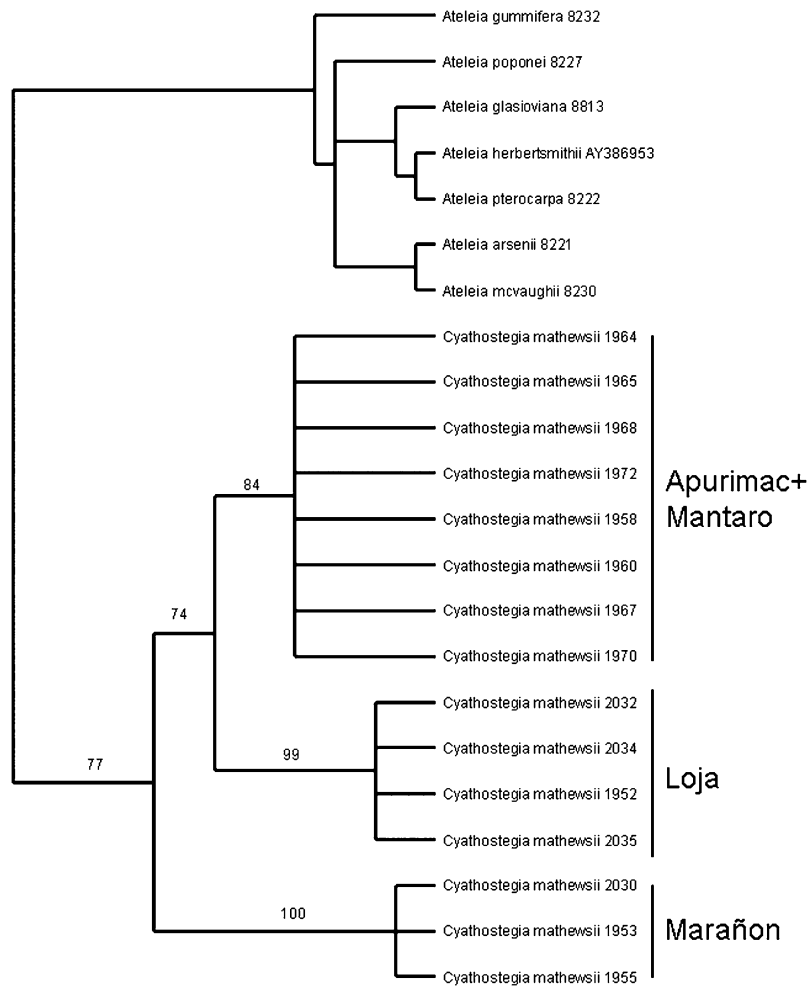 Ateleia gummifera 8232
Ateleia poponei 8227
Ateleia glasioviana 8813
Ateleia herbertsmithii AY386953
Ateleia pterocarpa 8222
Ateleia arsenii 8221
Ateleia mcvaughii 8230
Cyathostegia mathewsii 1964
Cyathostegia mathewsii 1965
Cyathostegia mathewsii 1968
Cyathostegia mathewsii 1972
Cyathostegia mathewsii 1958
Cyathostegia mathewsii 1960
Cyathostegia mathewsii 1967
Cyathostegia mathewsii 1970
Apurimac+
Mantaro
84
74
Cyathostegia mathewsii 2032
Cyathostegia mathewsii 2034
Cyathostegia mathewsii 1952
Cyathostegia mathewsii 2035
Loja
99
77
Cyathostegia mathewsii 2030
Cyathostegia mathewsii 1953
Cyathostegia mathewsii 1955
Marañon
100